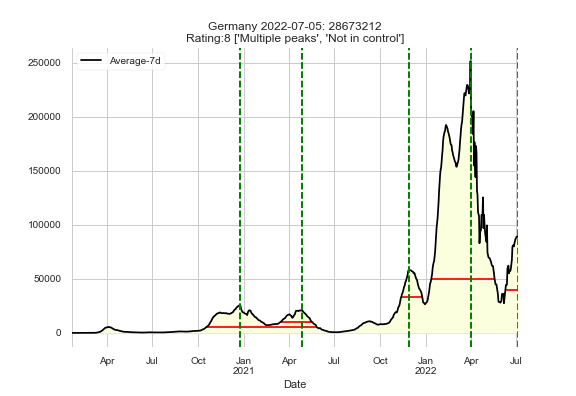 Germany 2022-07-05: 28673212
Rating:8 ['Multiple peaks', 'Not in control']
Average-7d
250000
200000
150000
100000
50000
0
Apr Jul Oct Jan Apr Jul Oct Jan Apr Jul
2021 2022
Date